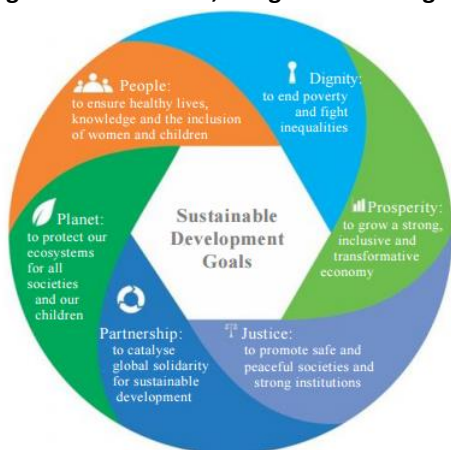 People:
to ensure healthy lives,
knowledge and the inclusion
of women and children
Dignity:
to end poverty
and fight
inequalities
Prosperity:
to grow a strong,
inclusive and
transformative
economy
Justice:
to promote safe and
peaceful societies and
strong institutions
Partnership:
to catalyse
global solidarity
for sustainable
development
Planet:
to protect our
ecosystems
for all
societies
and our
children
Sustainable
Development
Goals